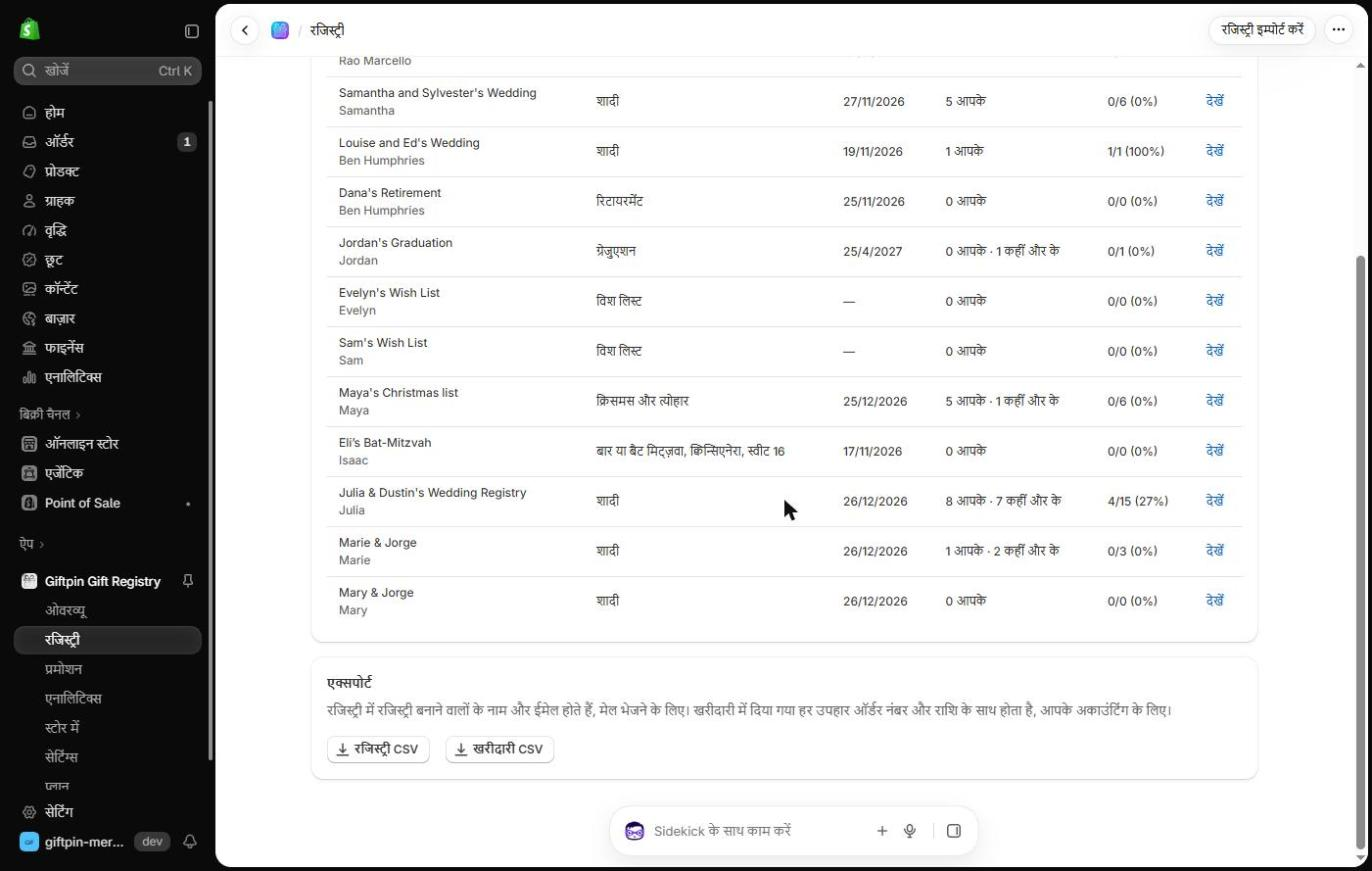 रजिस्ट्री
रजिस्ट्री इम्पोर्ट करें
खोजें
Ctrl K
होम
ऑर्डर
1
प्रोडक्ट
ग्राहक
वृद्धि
छूट
कॉन्टेंट
बाज़ार
फाइनेंस
एनालिटिक्स
बिक्री चैनल
ऑनलाइन स्टोर
एजेंटिक
Point of Sale
ऐप
Giftpin Gift Registry
ओवरव्यू
रजिस्ट्री
प्रमोशन
एनालिटिक्स
स्टोर में
सेटिंग्स
प्लान
सेटिंग
giftpin-mer...
dev
Rao Marcello
Samantha and Sylvester's Wedding
Samantha
शादी
27/11/2026
5 आपके
0/6 (0%)
देखें
Louise and Ed's Wedding
Ben Humphries
शादी
19/11/2026
1 आपके
1/1 (100%)
देखें
Dana's Retirement
Ben Humphries
रिटायरमेंट
25/11/2026
0 आपके
0/0 (0%)
देखें
Jordan's Graduation
Jordan
ग्रेजुएशन
25/4/2027
0 आपके · 1 कहीं और के
0/1 (0%)
देखें
Evelyn's Wish List
Evelyn
विश लिस्ट
—
0 आपके
0/0 (0%)
देखें
Sam's Wish List
Sam
विश लिस्ट
—
0 आपके
0/0 (0%)
देखें
Maya's Christmas list
Maya
क्रिसमस और त्योहार
25/12/2026
5 आपके · 1 कहीं और के
0/6 (0%)
देखें
Eli's Bat-Mitzvah
Isaac
बार या बैट मिट्ज़वा, क्विन्सिएनेरा, स्वीट 16
17/11/2026
0 आपके
0/0 (0%)
देखें
Julia & Dustin's Wedding Registry
Julia
शादी
26/12/2026
8 आपके · 7 कहीं और के
4/15 (27%)
देखें
Marie & Jorge
Marie
शादी
26/12/2026
1 आपके · 2 कहीं और के
0/3 (0%)
देखें
Mary & Jorge
Mary
शादी
26/12/2026
0 आपके
0/0 (0%)
देखें
एक्सपोर्ट
रजिस्ट्री में रजिस्ट्री बनाने वालों के नाम और ईमेल होते हैं, मेल भेजने के लिए। खरीदारी में दिया गया हर उपहार ऑर्डर नंबर और राशि के साथ होता है, आपके अकाउंटिंग के लिए।
रजिस्ट्री CSV
खरीदारी CSV
Sidekick के साथ काम करें